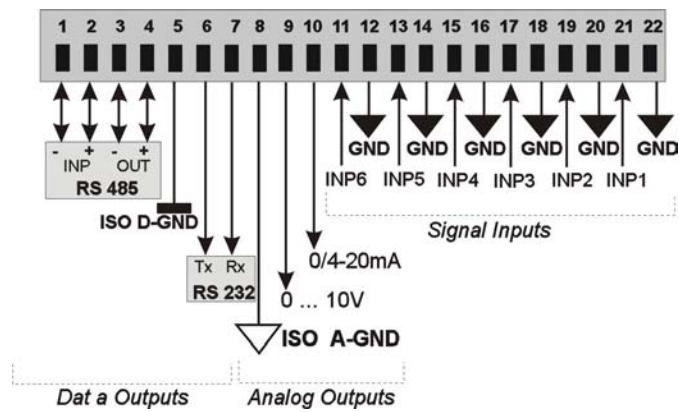 1 2 3 4 5 6 7 8 9 10 11 12 13 14 15 16 17 18 19 20 21 22
- + - +
INP OUT
RS 485
ISO D-GND
Tx Rx
RS 232
GND GND GND GND GND GND
INP6 INP5 INP4 INP3 INP2 INP1
Signal Inputs
0/4-20mA
0 ... 10V
ISO A-GND
Dat a Outputs
Analog Outputs